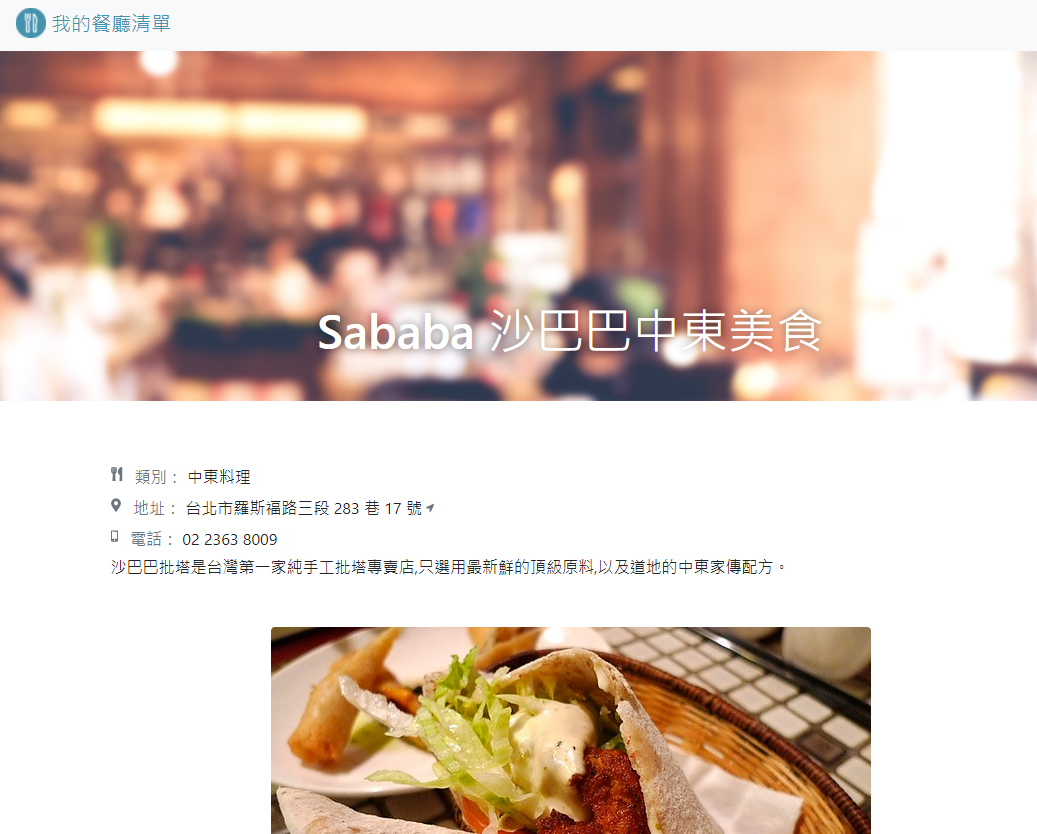 我的餐廳清單
Sababa 沙巴巴中東美食
類別： 中東料理
地址： 台北市羅斯福路三段 283 巷 17 號
電話： 02 2363 8009
沙巴巴批塔是台灣第一家純手工批塔專賣店,只選用最新鮮的頂級原料,以及道地的中東家傳配方。